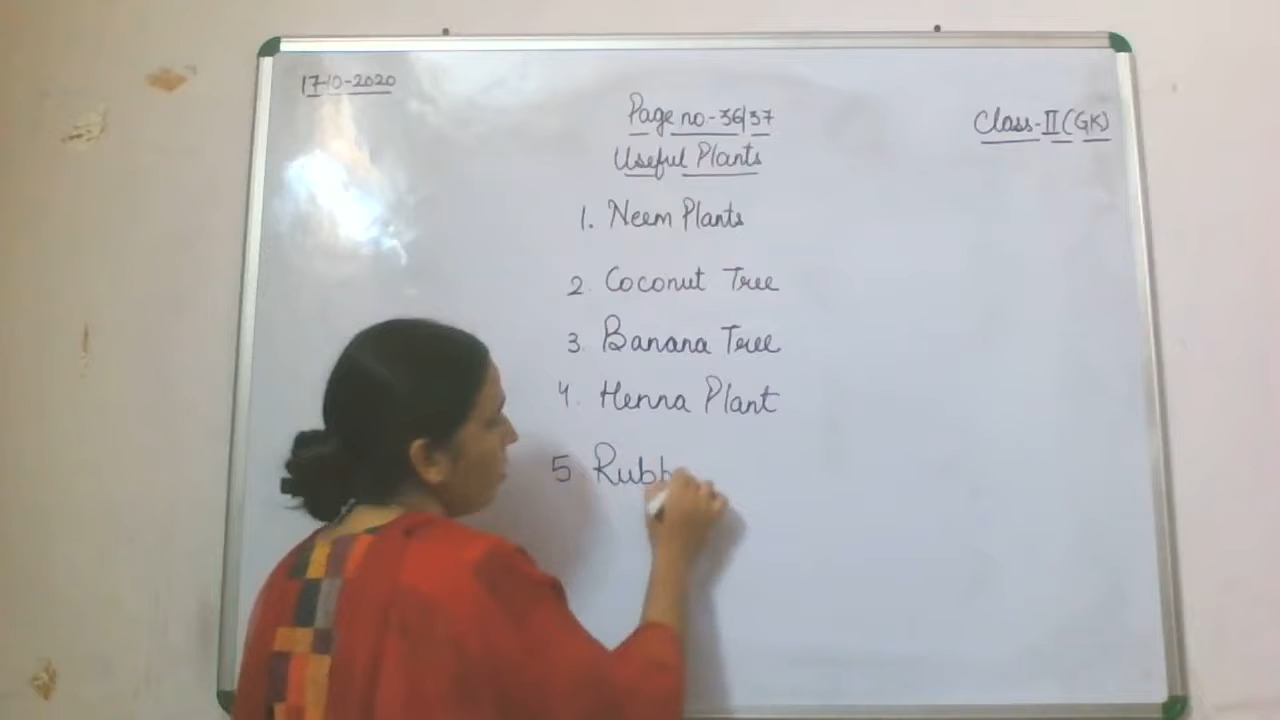 17-10-2020
Page no.-36/37
Class-II(GK)
Useful Plants
1. Neem Plants
2. Coconut Tree
3. Banana Tree
4. Henna Plant
5 Rubb